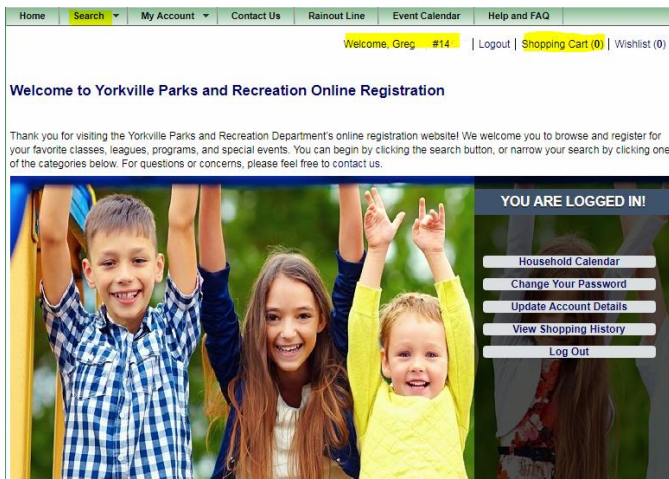 Home Search My Account Contact Us Rainout Line Event Calendar Help and FAQ
Welcome, Greg #14 | Logout | Shopping Cart (0) | Wishlist (0)
Welcome to Yorkville Parks and Recreation Online Registration
Thank you for visiting the Yorkville Parks and Recreation Department's online registration website! We welcome you to browse and register for
your favorite classes, leagues, programs, and special events. You can begin by clicking the search button, or narrow your search by clicking one
of the categories below. For questions or concerns, please feel free to contact us.
YOU ARE LOGGED IN!
Household Calendar
Change Your Password
Update Account Details
View Shopping History
Log Out